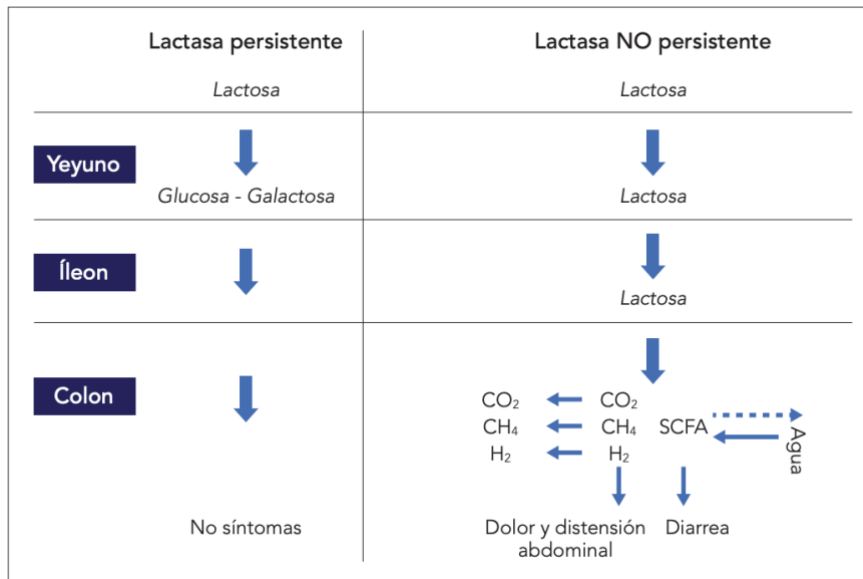 Lactasa persistente
Lactasa NO persistente
Lactosa
Lactosa
Yeyuno
Glucosa - Galactosa
Lactosa
Íleon
Lactosa
Colon
CO₂
CO₂
CH₄
CH₄
SCFA
H₂
H₂
Agua
No síntomas
Dolor y distensión
abdominal
Diarrea